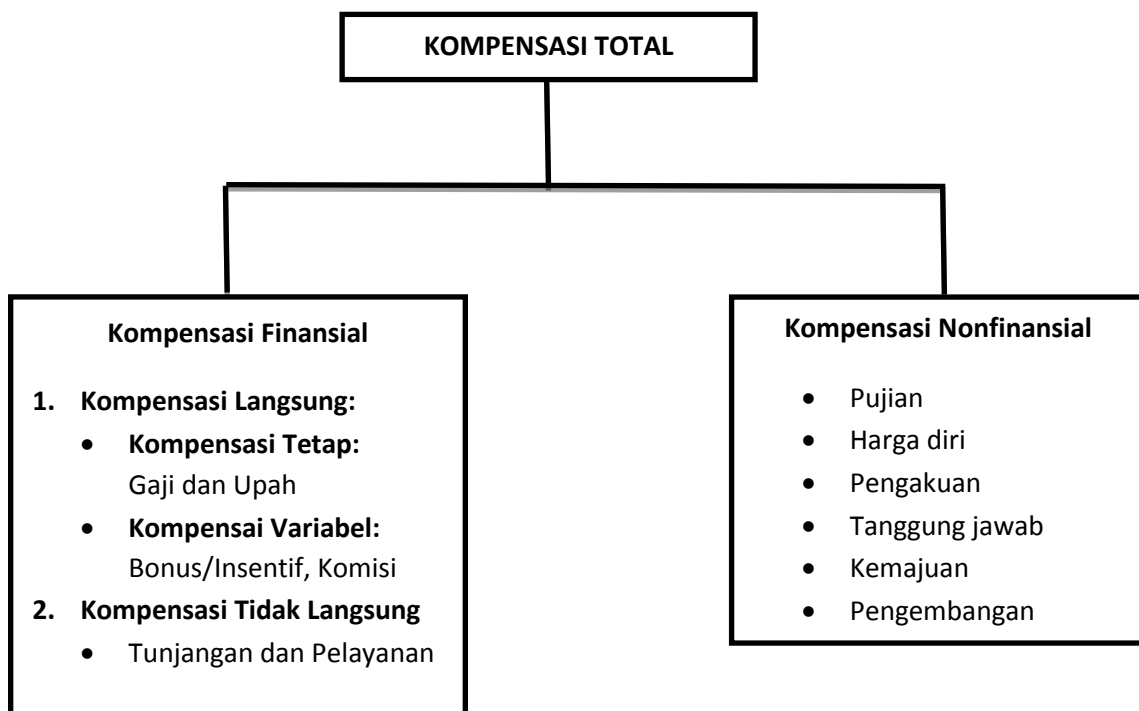 KOMPENSASI TOTAL
Kompensasi Finansial
1. Kompensasi Langsung:
• Kompensasi Tetap:
Gaji dan Upah
• Kompensai Variabel:
Bonus/Insentif, Komisi
2. Kompensasi Tidak Langsung
• Tunjangan dan Pelayanan
Kompensasi Nonfinansial
• Pujian
• Harga diri
• Pengakuan
• Tanggung jawab
• Kemajuan
• Pengembangan